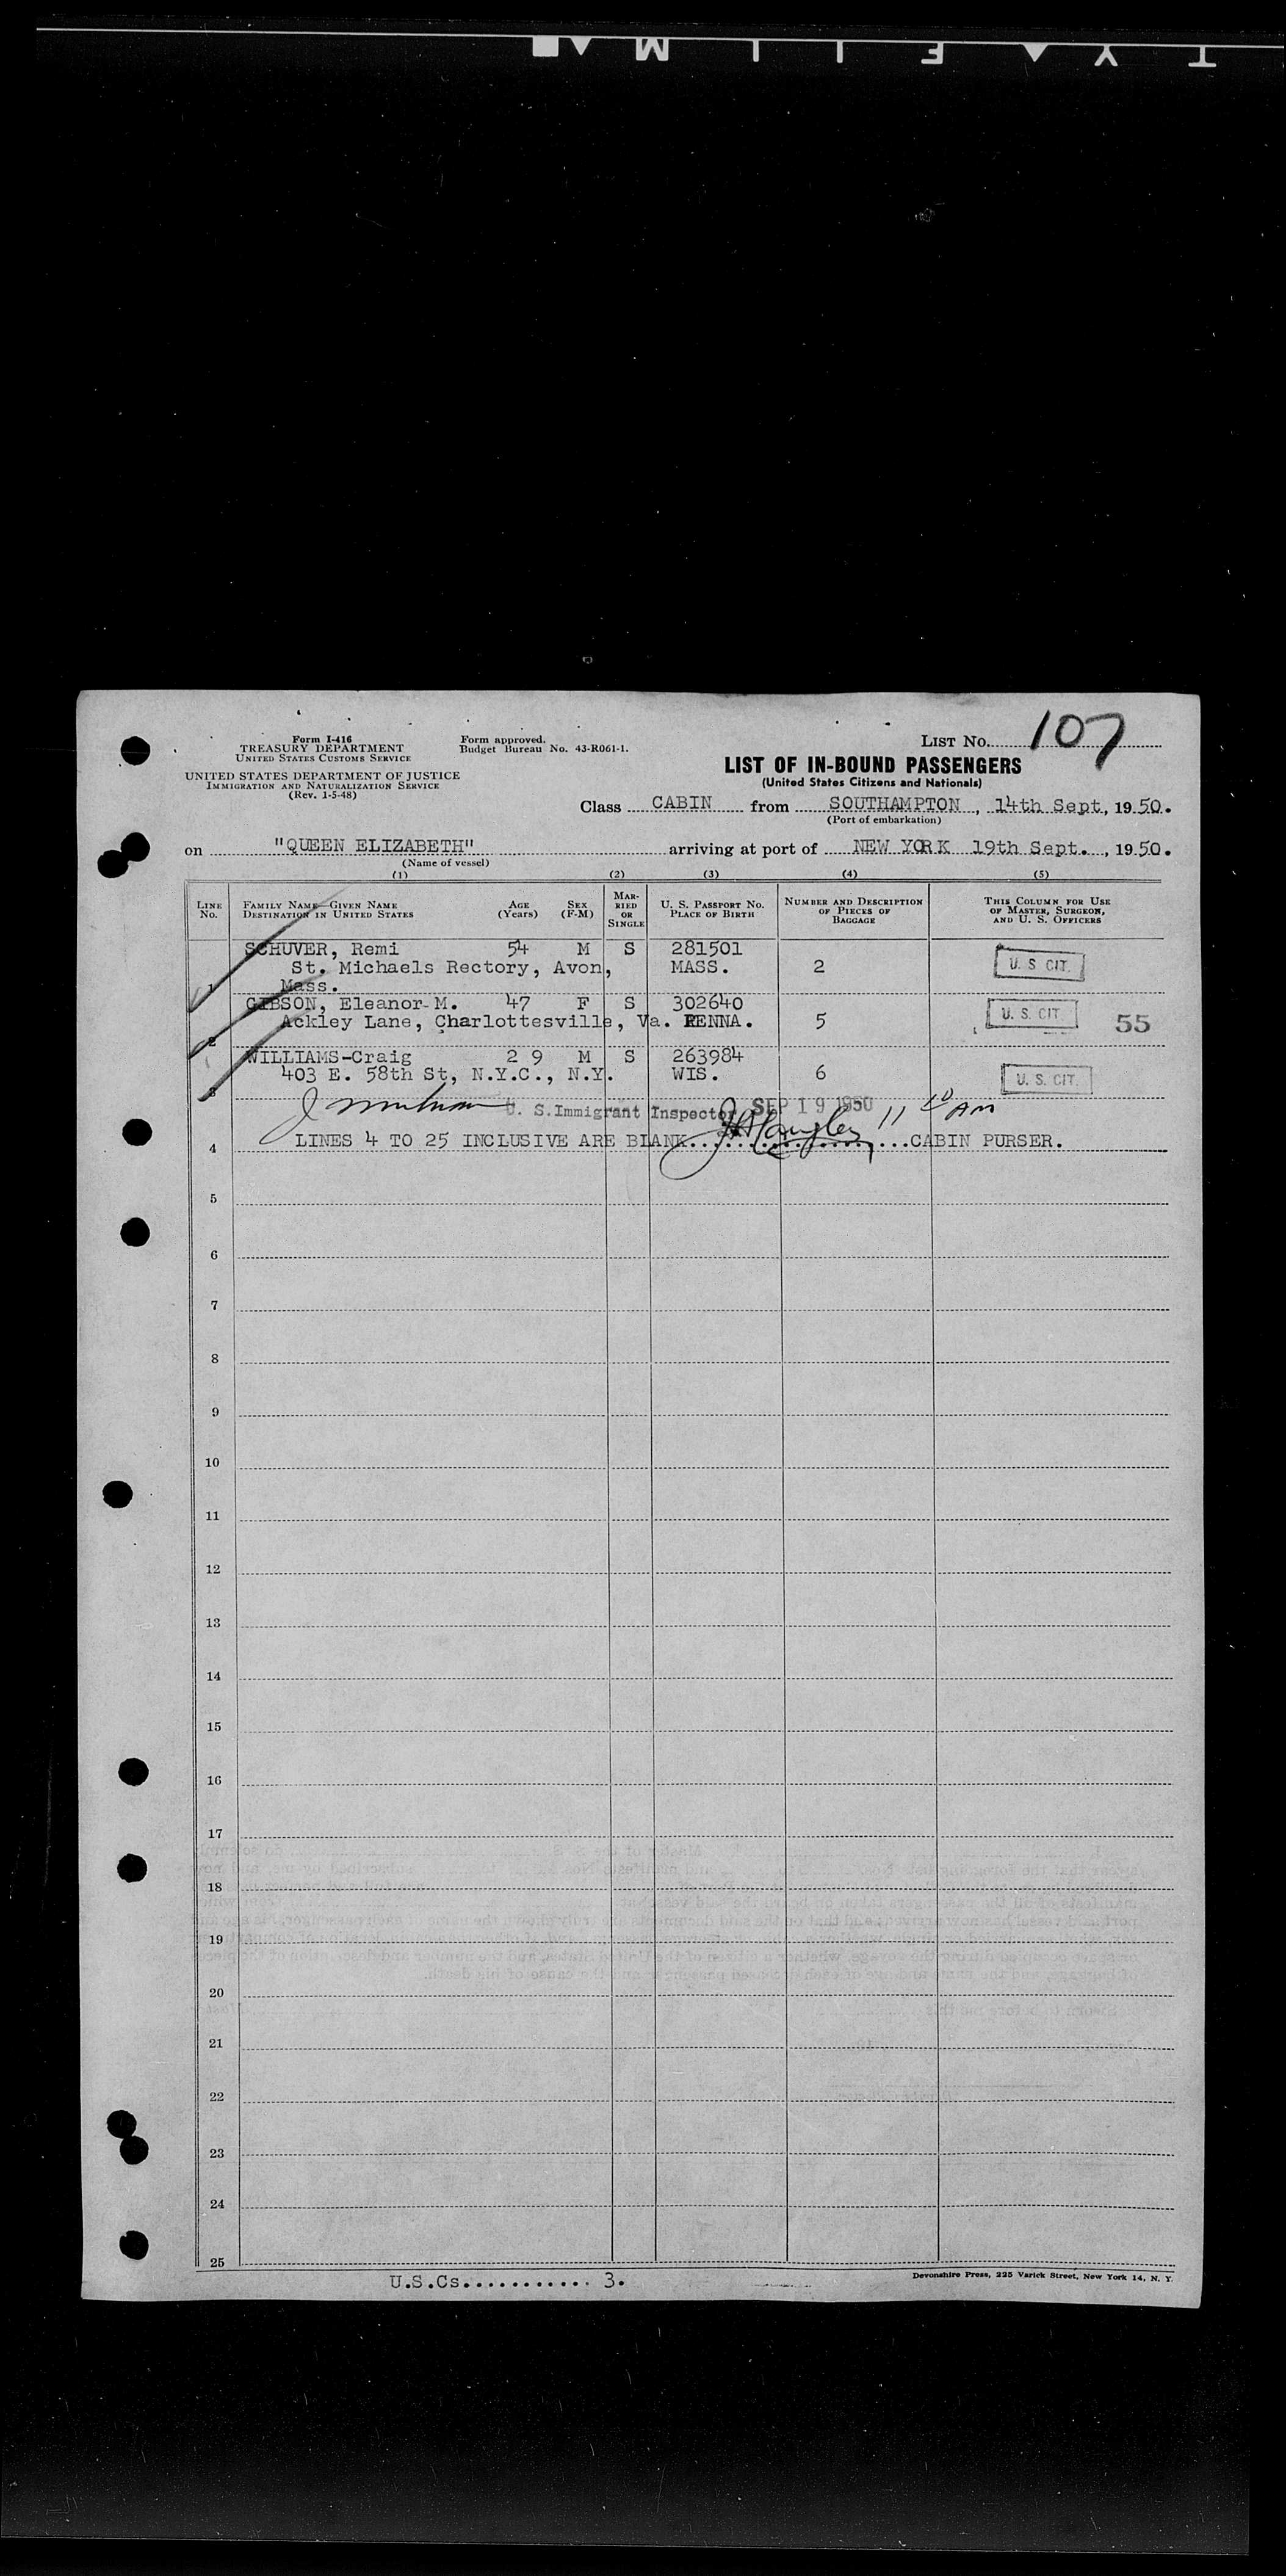 List No. 107
Form I-416
TREASURY DEPARTMENT
United States Customs Service
Form approved.
Budget Bureau No. 43-R061-1.
UNITED STATES DEPARTMENT OF JUSTICE
Immigration and Naturalization Service
(Rev. 1-5-48)
LIST OF IN-BOUND PASSENGERS
(United States Citizens and Nationals)
Class CABIN from SOUTHAMPTON, 14th Sept, 1950.
(Port of embarkation)
on "QUEEN ELIZABETH" arriving at port of NEW YORK 19th Sept., 1950.
(Name of vessel)
(1) (2) (3) (4) (5)
Line No. Family Name—Given Name Destination in United States Age (Years) Sex (F-M) Married or Single U. S. Passport No. Place of Birth Number and Description of Pieces of Baggage This Column for Use of Master, Surgeon, and U. S. Officers
SCHUVER, Remi 54 M S 281501
St. Michaels Rectory, Avon, MASS. 2 U. S. CIT.
1 Mass.
GIBSON, Eleanor M. 47 F S 302640
Ackley Lane, Charlottesville, Va. PENNA. 5 U. S. CIT. 55
2
WILLIAMS-Craig 29 M S 263984
403 E. 58th St, N.Y.C., N.Y. WIS. 6 U. S. CIT.
3
U. S. Immigrant Inspector SEP 19 1950 11 AM
4 LINES 4 TO 25 INCLUSIVE ARE BLANK....................CABIN PURSER.
5
6
7
8
9
10
11
12
13
14
15
16
17
18
19
20
21
22
23
24
25
U.S.Cs............ 3.
Devonshire Press, 225 Varick Street, New York 14, N. Y.